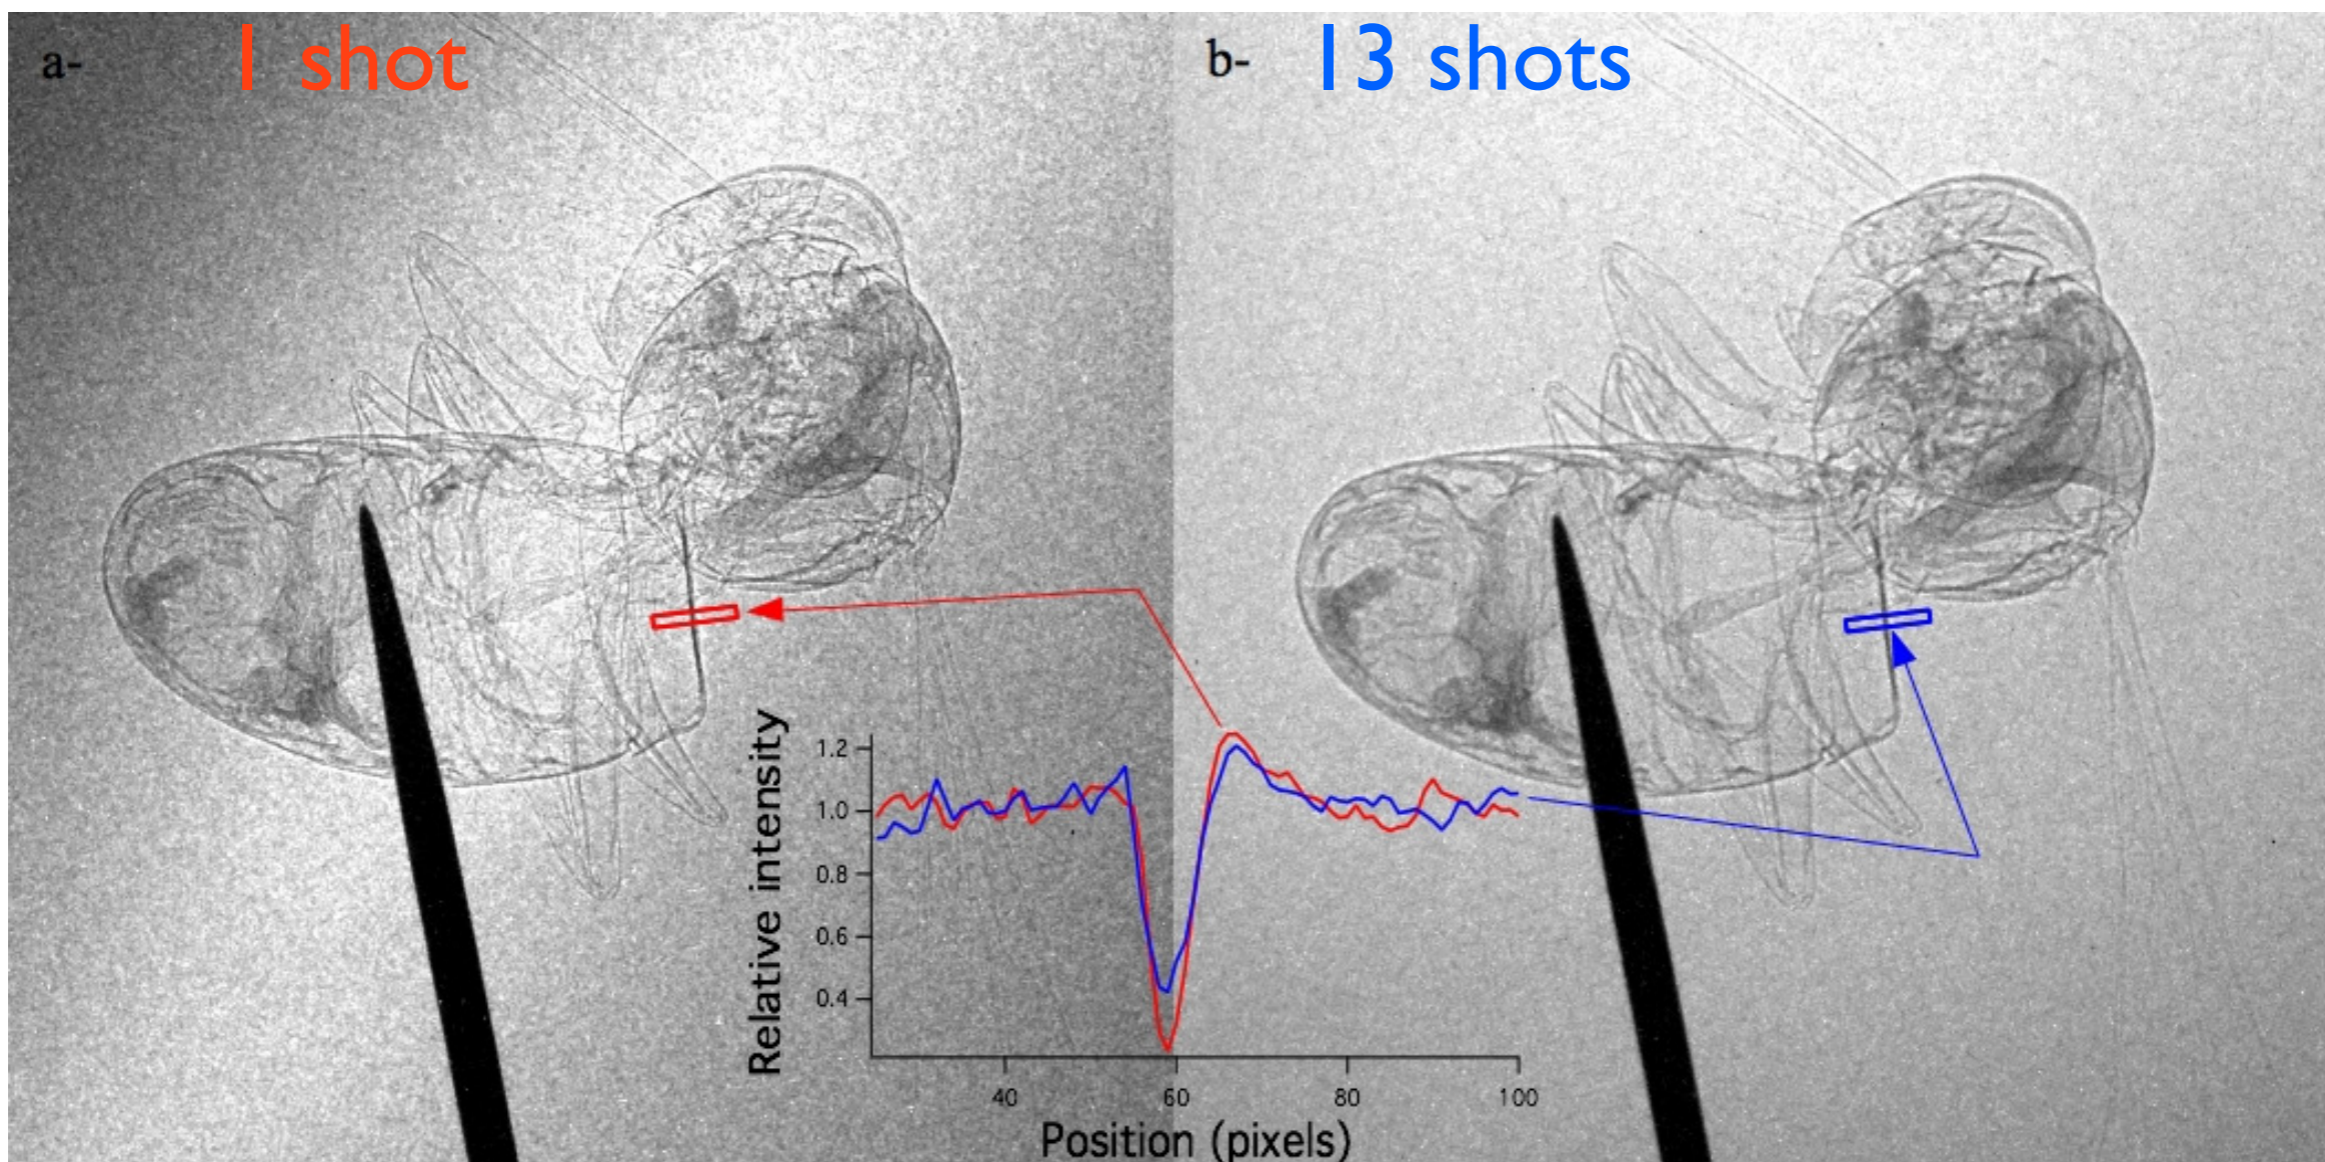 a- 1 shot
b- 13 shots
Relative intensity
1.2
1.0
0.8
0.6
0.4
40 60 80 100
Position (pixels)